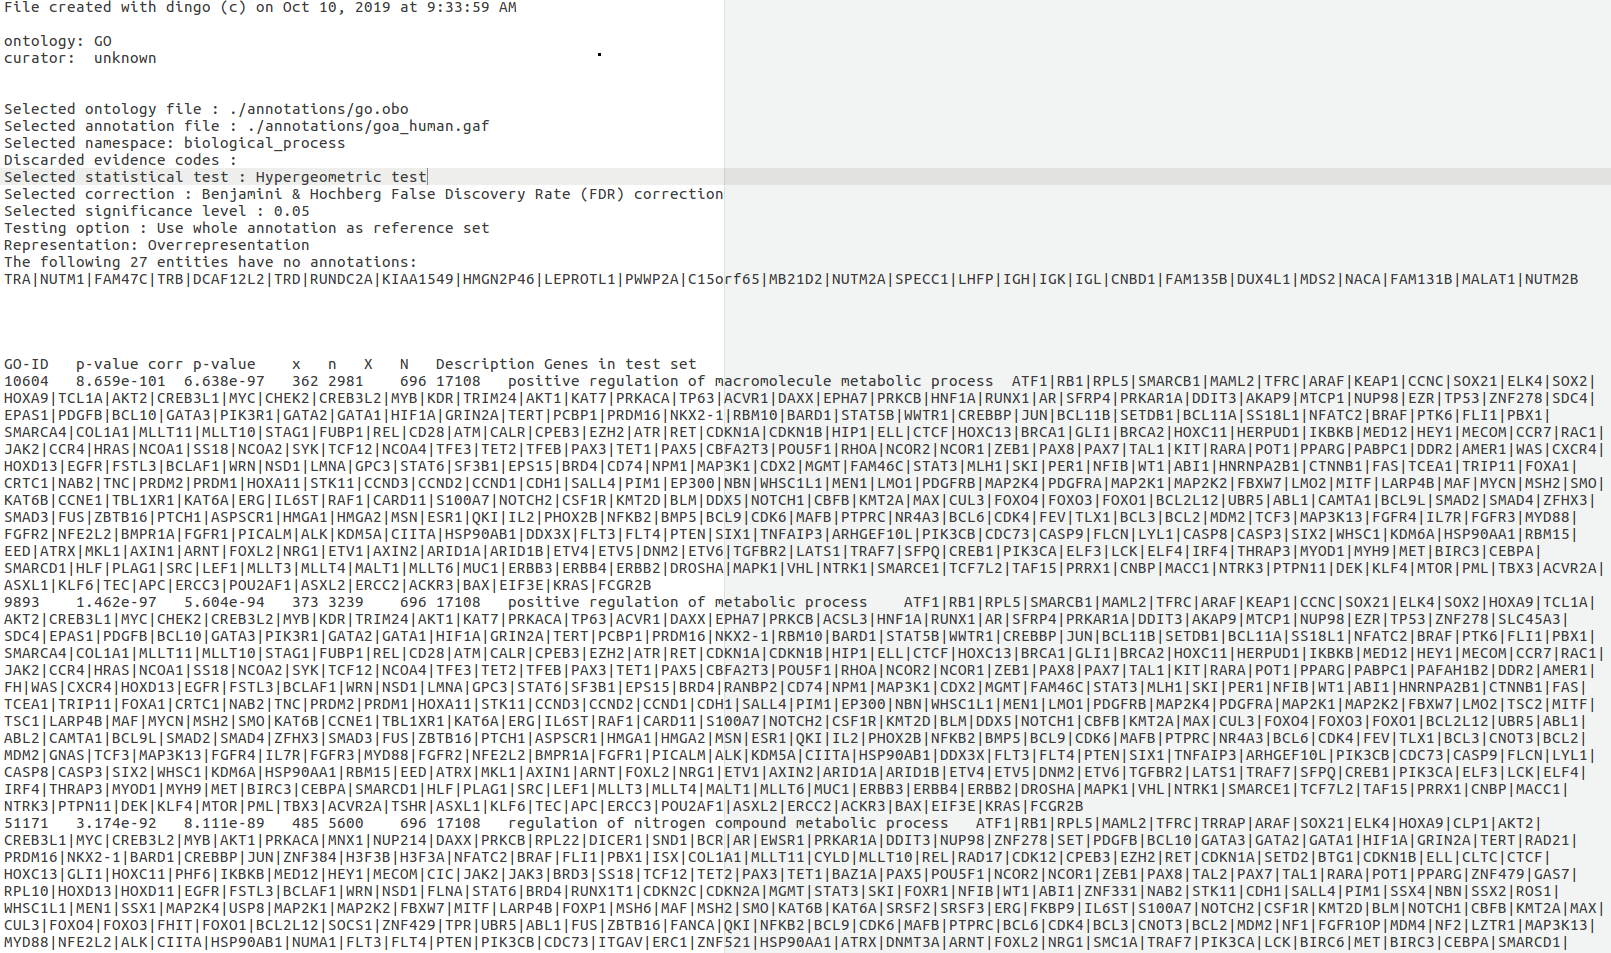 File created with dingo (c) on Oct 10, 2019 at 9:33:59 AM
ontology: GO
curator:  unknown
Selected ontology file : ./annotations/go.obo
Selected annotation file : ./annotations/goa_human.gaf
Selected namespace: biological_process
Discarded evidence codes :
Selected statistical test : Hypergeometric test
Selected correction : Benjamini & Hochberg False Discovery Rate (FDR) correction
Selected significance level : 0.05
Testing option : Use whole annotation as reference set
Representation: Overrepresentation
The following 27 entities have no annotations:
TRA|NUTM1|FAM47C|TRB|DCAF12L2|TRD|RUNDC2A|KIAA1549|HMGN2P46|LEPROTL1|PWWP2A|C15orf65|MB21D2|NUTM2A|SPECC1|LHFP|IGH|IGK|IGL|CNBD1|FAM135B|DUX4L1|MDS2|NACA|FAM131B|MALAT1|NUTM2B
GO-ID   p-value corr p-value    x   n   X   N   Description Genes in test set
10604   8.659e-101  6.638e-97   362 2981    696 17108   positive regulation of macromolecule metabolic process  ATF1|RB1|RPL5|SMARCB1|MAML2|TFRC|ARAF|KEAP1|CCNC|SOX21|ELK4|SOX2|
HOXA9|TCL1A|AKT2|CREB3L1|MYC|CHEK2|CREB3L2|MYB|KDR|TRIM24|AKT1|KAT7|PRKACA|TP63|ACVR1|DAXX|EPHA7|PRKCB|HNF1A|RUNX1|AR|SFRP4|PRKAR1A|DDIT3|AKAP9|MTCP1|NUP98|EZR|TP53|ZNF278|SDC4|
EPAS1|PDGFB|BCL10|GATA3|PIK3R1|GATA2|GATA1|HIF1A|GRIN2A|TERT|PCBP1|PRDM16|NKX2-1|RBM10|BARD1|STAT5B|WWTR1|CREBBP|JUN|BCL11B|SETDB1|BCL11A|SS18L1|NFATC2|BRAF|PTK6|FLI1|PBX1|
SMARCA4|COL1A1|MLLT11|MLLT10|STAG1|FUBP1|REL|CD28|ATM|CALR|CPEB3|EZH2|ATR|RET|CDKN1A|CDKN1B|HIP1|ELL|CTCF|HOXC13|BRCA1|GLI1|BRCA2|HOXC11|HERPUD1|IKBKB|MED12|HEY1|MECOM|CCR7|RAC1|
JAK2|CCR4|HRAS|NCOA1|SS18|NCOA2|SYK|TCF12|NCOA4|TFE3|TET2|TFEB|PAX3|TET1|PAX5|CBFA2T3|POU5F1|RHOA|NCOR2|NCOR1|ZEB1|PAX8|PAX7|TAL1|KIT|RARA|POT1|PPARG|PABPC1|DDR2|AMER1|WAS|CXCR4|
HOXD13|EGFR|FSTL3|BCLAF1|WRN|NSD1|LMNA|GPC3|STAT6|SF3B1|EPS15|BRD4|CD74|NPM1|MAP3K1|CDX2|MGMT|FAM46C|STAT3|MLH1|SKI|PER1|NFIB|WT1|ABI1|HNRNPA2B1|CTNNB1|FAS|TCEA1|TRIP11|FOXA1|
CRTC1|NAB2|TNC|PRDM2|PRDM1|HOXA11|STK11|CCND3|CCND2|CCND1|CDH1|SALL4|PIM1|EP300|NBN|WHSC1L1|MEN1|LMO1|PDGFRB|MAP2K4|PDGFRA|MAP2K1|MAP2K2|FBXW7|LMO2|MITF|LARP4B|MAF|MYCN|MSH2|SMO|
KAT6B|CCNE1|TBL1XR1|KAT6A|ERG|IL6ST|RAF1|CARD11|S100A7|NOTCH2|CSF1R|KMT2D|BLM|DDX5|NOTCH1|CBFB|KMT2A|MAX|CUL3|FOXO4|FOXO3|FOXO1|BCL2L12|UBR5|ABL1|CAMTA1|BCL9L|SMAD2|SMAD4|ZFHX3|
SMAD3|FUS|ZBTB16|PTCH1|ASPSCR1|HMGA1|HMGA2|MSN|ESR1|QKI|IL2|PHOX2B|NFKB2|BMP5|BCL9|CDK6|MAFB|PTPRC|NR4A3|BCL6|CDK4|FEV|TLX1|BCL3|BCL2|MDM2|TCF3|MAP3K13|FGFR4|IL7R|FGFR3|MYD88|
FGFR2|NFE2L2|BMPR1A|FGFR1|PICALM|ALK|KDM5A|CIITA|HSP90AB1|DDX3X|FLT3|FLT4|PTEN|SIX1|TNFAIP3|ARHGEF10L|PIK3CB|CDC73|CASP9|FLCN|LYL1|CASP8|CASP3|SIX2|WHSC1|KDM6A|HSP90AA1|RBM15|
EED|ATRX|MKL1|AXIN1|ARNT|FOXL2|NRG1|ETV1|AXIN2|ARID1A|ARID1B|ETV4|ETV5|DNM2|ETV6|TGFBR2|LATS1|TRAF7|SFPQ|CREB1|PIK3CA|ELF3|LCK|ELF4|IRF4|THRAP3|MYOD1|MYH9|MET|BIRC3|CEBPA|
SMARCD1|HLF|PLAG1|SRC|LEF1|MLLT3|MLLT4|MALT1|MLLT6|MUC1|ERBB3|ERBB4|ERBB2|DROSHA|MAPK1|VHL|NTRK1|SMARCE1|TCF7L2|TAF15|PRRX1|CNBP|MACC1|NTRK3|PTPN11|DEK|KLF4|MTOR|PML|TBX3|ACVR2A|
ASXL1|KLF6|TEC|APC|ERCC3|POU2AF1|ASXL2|ERCC2|ACKR3|BAX|EIF3E|KRAS|FCGR2B
9893    1.462e-97   5.604e-94   373 3239    696 17108   positive regulation of metabolic process    ATF1|RB1|RPL5|SMARCB1|MAML2|TFRC|ARAF|KEAP1|CCNC|SOX21|ELK4|SOX2|HOXA9|TCL1A|
AKT2|CREB3L1|MYC|CHEK2|CREB3L2|MYB|KDR|TRIM24|AKT1|KAT7|PRKACA|TP63|ACVR1|DAXX|EPHA7|PRKCB|ACSL3|HNF1A|RUNX1|AR|SFRP4|PRKAR1A|DDIT3|AKAP9|MTCP1|NUP98|EZR|TP53|ZNF278|SLC45A3|
SDC4|EPAS1|PDGFB|BCL10|GATA3|PIK3R1|GATA2|GATA1|HIF1A|GRIN2A|TERT|PCBP1|PRDM16|NKX2-1|RBM10|BARD1|STAT5B|WWTR1|CREBBP|JUN|BCL11B|SETDB1|BCL11A|SS18L1|NFATC2|BRAF|PTK6|FLI1|PBX1|
SMARCA4|COL1A1|MLLT11|MLLT10|STAG1|FUBP1|REL|CD28|ATM|CALR|CPEB3|EZH2|ATR|RET|CDKN1A|CDKN1B|HIP1|ELL|CTCF|HOXC13|BRCA1|GLI1|BRCA2|HOXC11|HERPUD1|IKBKB|MED12|HEY1|MECOM|CCR7|RAC1|
JAK2|CCR4|HRAS|NCOA1|SS18|NCOA2|SYK|TCF12|NCOA4|TFE3|TET2|TFEB|PAX3|TET1|PAX5|CBFA2T3|POU5F1|RHOA|NCOR2|NCOR1|ZEB1|PAX8|PAX7|TAL1|KIT|RARA|POT1|PPARG|PABPC1|PAFAH1B2|DDR2|AMER1|
FH|WAS|CXCR4|HOXD13|EGFR|FSTL3|BCLAF1|WRN|NSD1|LMNA|GPC3|STAT6|SF3B1|EPS15|BRD4|RANBP2|CD74|NPM1|MAP3K1|CDX2|MGMT|FAM46C|STAT3|MLH1|SKI|PER1|NFIB|WT1|ABI1|HNRNPA2B1|CTNNB1|FAS|
TCEA1|TRIP11|FOXA1|CRTC1|NAB2|TNC|PRDM2|PRDM1|HOXA11|STK11|CCND3|CCND2|CCND1|CDH1|SALL4|PIM1|EP300|NBN|WHSC1L1|MEN1|LMO1|PDGFRB|MAP2K4|PDGFRA|MAP2K1|MAP2K2|FBXW7|LMO2|TSC2|MITF|
TSC1|LARP4B|MAF|MYCN|MSH2|SMO|KAT6B|CCNE1|TBL1XR1|KAT6A|ERG|IL6ST|RAF1|CARD11|S100A7|NOTCH2|CSF1R|KMT2D|BLM|DDX5|NOTCH1|CBFB|KMT2A|MAX|CUL3|FOXO4|FOXO3|FOXO1|BCL2L12|UBR5|ABL1|
ABL2|CAMTA1|BCL9L|SMAD2|SMAD4|ZFHX3|SMAD3|FUS|ZBTB16|PTCH1|ASPSCR1|HMGA1|HMGA2|MSN|ESR1|QKI|IL2|PHOX2B|NFKB2|BMP5|BCL9|CDK6|MAFB|PTPRC|NR4A3|BCL6|CDK4|FEV|TLX1|BCL3|CNOT3|BCL2|
MDM2|GNAS|TCF3|MAP3K13|FGFR4|IL7R|FGFR3|MYD88|FGFR2|NFE2L2|BMPR1A|FGFR1|PICALM|ALK|KDM5A|CIITA|HSP90AB1|DDX3X|FLT3|FLT4|PTEN|SIX1|TNFAIP3|ARHGEF10L|PIK3CB|CDC73|CASP9|FLCN|LYL1|
CASP8|CASP3|SIX2|WHSC1|KDM6A|HSP90AA1|RBM15|EED|ATRX|MKL1|AXIN1|ARNT|FOXL2|NRG1|ETV1|AXIN2|ARID1A|ARID1B|ETV4|ETV5|DNM2|ETV6|TGFBR2|LATS1|TRAF7|SFPQ|CREB1|PIK3CA|ELF3|LCK|ELF4|
IRF4|THRAP3|MYOD1|MYH9|MET|BIRC3|CEBPA|SMARCD1|HLF|PLAG1|SRC|LEF1|MLLT3|MLLT4|MALT1|MLLT6|MUC1|ERBB3|ERBB4|ERBB2|DROSHA|MAPK1|VHL|NTRK1|SMARCE1|TCF7L2|TAF15|PRRX1|CNBP|MACC1|
NTRK3|PTPN11|DEK|KLF4|MTOR|PML|TBX3|ACVR2A|TSHR|ASXL1|KLF6|TEC|APC|ERCC3|POU2AF1|ASXL2|ERCC2|ACKR3|BAX|EIF3E|KRAS|FCGR2B
51171   3.174e-92   8.111e-89   485 5600    696 17108   regulation of nitrogen compound metabolic process   ATF1|RB1|RPL5|MAML2|TFRC|TRRAP|ARAF|SOX21|ELK4|HOXA9|CLP1|AKT2|
CREB3L1|MYC|CREB3L2|MYB|AKT1|PRKACA|MNX1|NUP214|DAXX|PRKCB|RPL22|DICER1|SND1|BCR|AR|EWSR1|PRKAR1A|DDIT3|NUP98|ZNF278|SET|PDGFB|BCL10|GATA3|GATA2|GATA1|HIF1A|GRIN2A|TERT|RAD21|
PRDM16|NKX2-1|BARD1|CREBBP|JUN|ZNF384|H3F3B|H3F3A|NFATC2|BRAF|FLI1|PBX1|ISX|COL1A1|MLLT11|CYLD|MLLT10|REL|RAD17|CDK12|CPEB3|EZH2|RET|CDKN1A|SETD2|BTG1|CDKN1B|ELL|CLTC|CTCF|
HOXC13|GLI1|HOXC11|PHF6|IKBKB|MED12|HEY1|MECOM|CIC|JAK2|JAK3|BRD3|SS18|TCF12|TET2|PAX3|TET1|BAZ1A|PAX5|POU5F1|NCOR2|NCOR1|ZEB1|PAX8|TAL2|PAX7|TAL1|RARA|POT1|PPARG|ZNF479|GAS7|
RPL10|HOXD13|HOXD11|EGFR|FSTL3|BCLAF1|WRN|NSD1|FLNA|STAT6|BRD4|RUNX1T1|CDKN2C|CDKN2A|MGMT|STAT3|SKI|FOXR1|NFIB|WT1|ABI1|ZNF331|NAB2|STK11|CDH1|SALL4|PIM1|SSX4|NBN|SSX2|ROS1|
WHSC1L1|MEN1|SSX1|MAP2K4|USP8|MAP2K1|MAP2K2|FBXW7|MITF|LARP4B|FOXP1|MSH6|MAF|MSH2|SMO|KAT6B|KAT6A|SRSF2|SRSF3|ERG|FKBP9|IL6ST|S100A7|NOTCH2|CSF1R|KMT2D|BLM|NOTCH1|CBFB|KMT2A|MAX|
CUL3|FOXO4|FOXO3|FHIT|FOXO1|BCL2L12|SOCS1|ZNF429|TPR|UBR5|ABL1|FUS|ZBTB16|FANCA|QKI|NFKB2|BCL9|CDK6|MAFB|PTPRC|BCL6|CDK4|BCL3|CNOT3|BCL2|MDM2|NF1|FGFR1OP|MDM4|NF2|LZTR1|MAP3K13|
MYD88|NFE2L2|ALK|CIITA|HSP90AB1|NUMA1|FLT3|FLT4|PTEN|PIK3CB|CDC73|ITGAV|ERC1|ZNF521|HSP90AA1|ATRX|DNMT3A|ARNT|FOXL2|NRG1|SMC1A|TRAF7|PIK3CA|LCK|BIRC6|MET|BIRC3|CEBPA|SMARCD1|